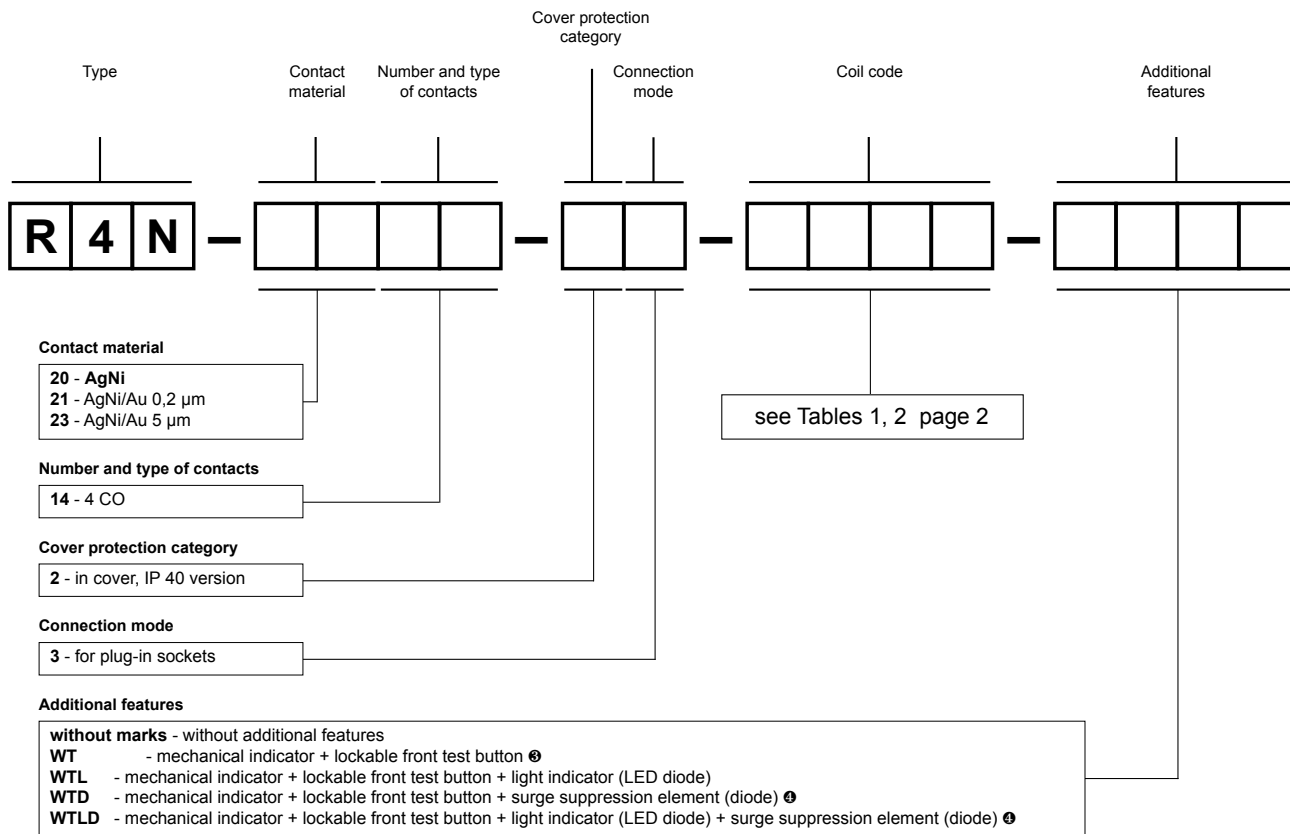 Cover protection
category
Type
Contact
material
Number and type
of contacts
Connection
mode
Coil code
Additional
features
R 4 N – – – –
Contact material
20 - AgNi
21 - AgNi/Au 0,2 µm
23 - AgNi/Au 5 µm
see Tables 1, 2 page 2
Number and type of contacts
14 - 4 CO
Cover protection category
2 - in cover, IP 40 version
Connection mode
3 - for plug-in sockets
Additional features
without marks - without additional features
WT - mechanical indicator + lockable front test button ❸
WTL - mechanical indicator + lockable front test button + light indicator (LED diode)
WTD - mechanical indicator + lockable front test button + surge suppression element (diode) ❹
WTLD - mechanical indicator + lockable front test button + light indicator (LED diode) + surge suppression element (diode) ❹